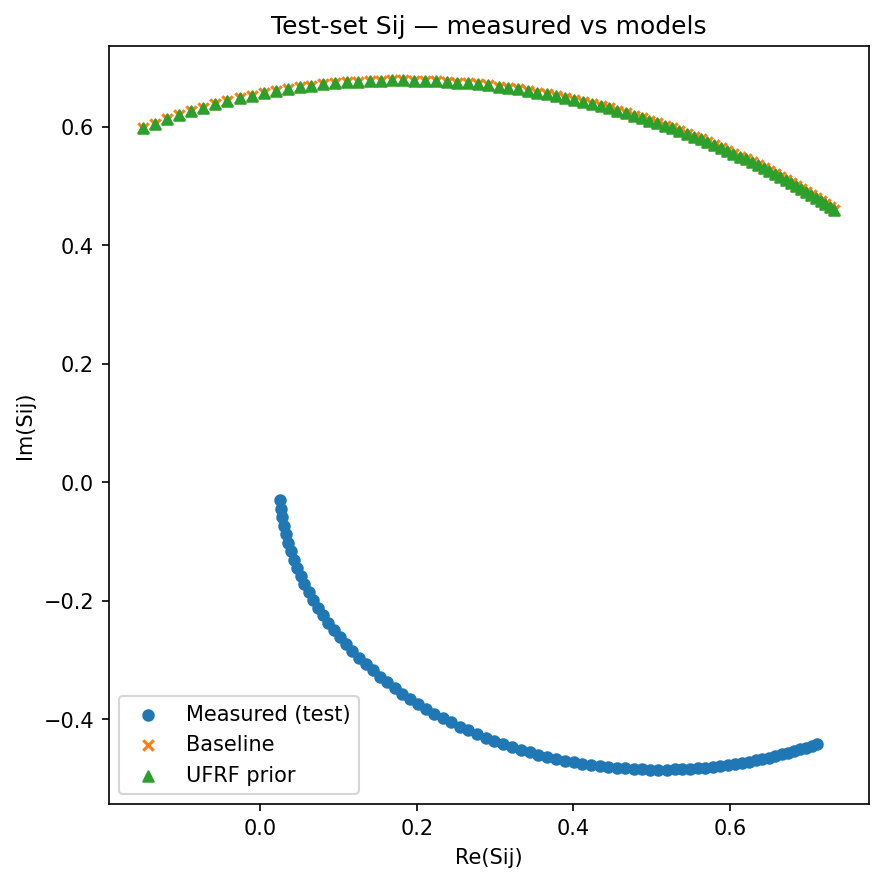 Test-set Sij — measured vs models
Im(Sij)
0.6
0.4
0.2
0.0
−0.2
−0.4
Measured (test)
Baseline
UFRF prior
0.0 0.2 0.4 0.6
Re(Sij)